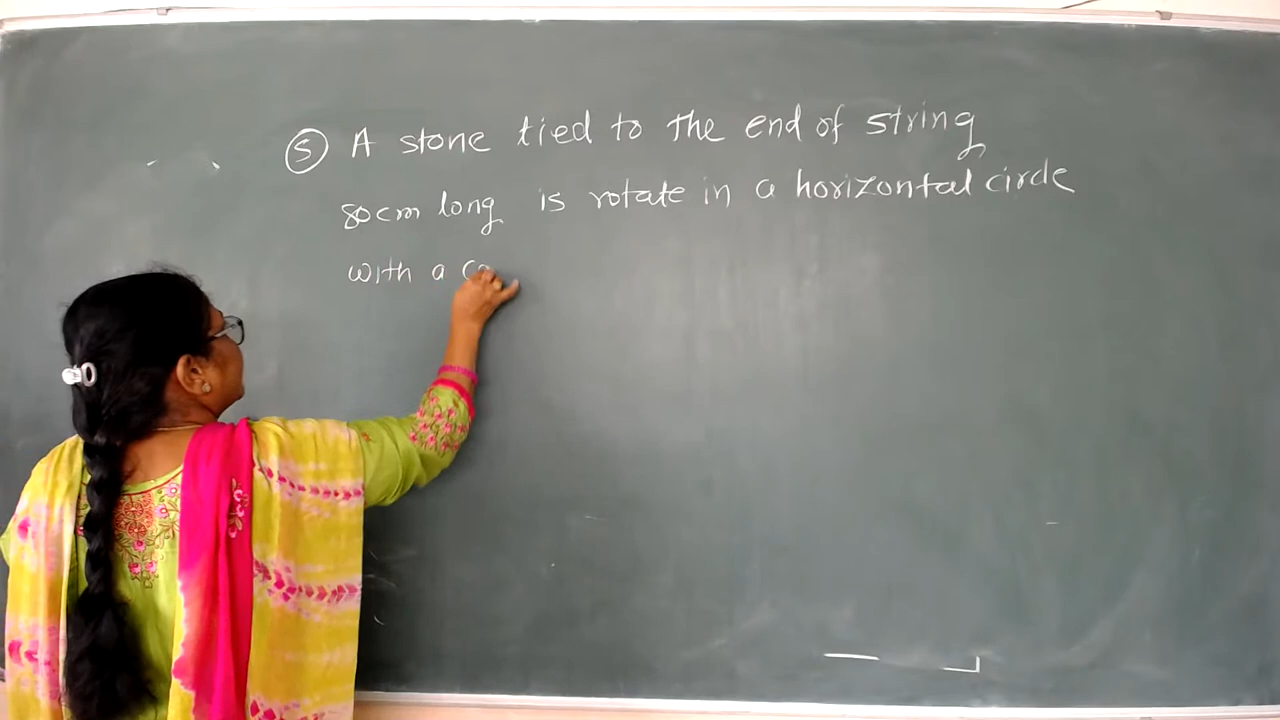 ⑤ A stone tied to the end of string
80cm long is rotate in a horizontal circle
with a